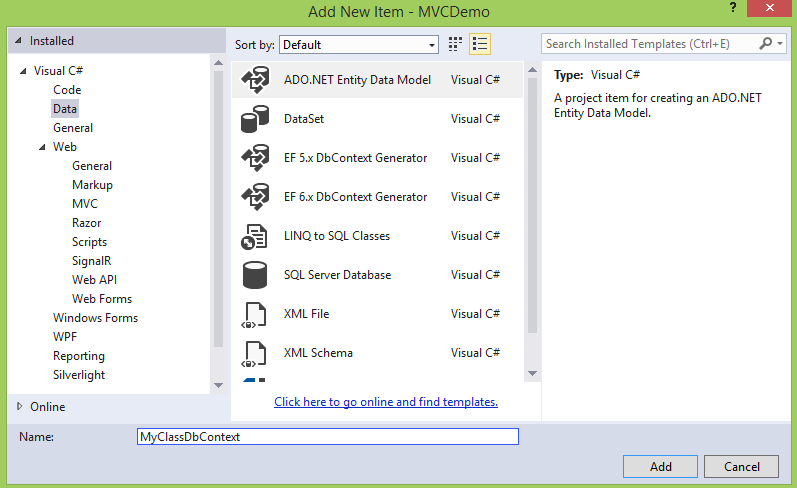 Add New Item - MVCDemo
?
Installed
Sort by: Default
Search Installed Templates (Ctrl+E)
Visual C#
Code
Data
General
Web
General
Markup
MVC
Razor
Scripts
SignalR
Web API
Web Forms
Windows Forms
WPF
Reporting
Silverlight
Online
ADO.NET Entity Data Model Visual C#
DataSet Visual C#
EF 5.x DbContext Generator Visual C#
EF 6.x DbContext Generator Visual C#
LINQ to SQL Classes Visual C#
SQL Server Database Visual C#
XML File Visual C#
XML Schema Visual C#
Click here to go online and find templates.
Type: Visual C#
A project item for creating an ADO.NET
Entity Data Model.
Name: MyClassDbContext
Add Cancel